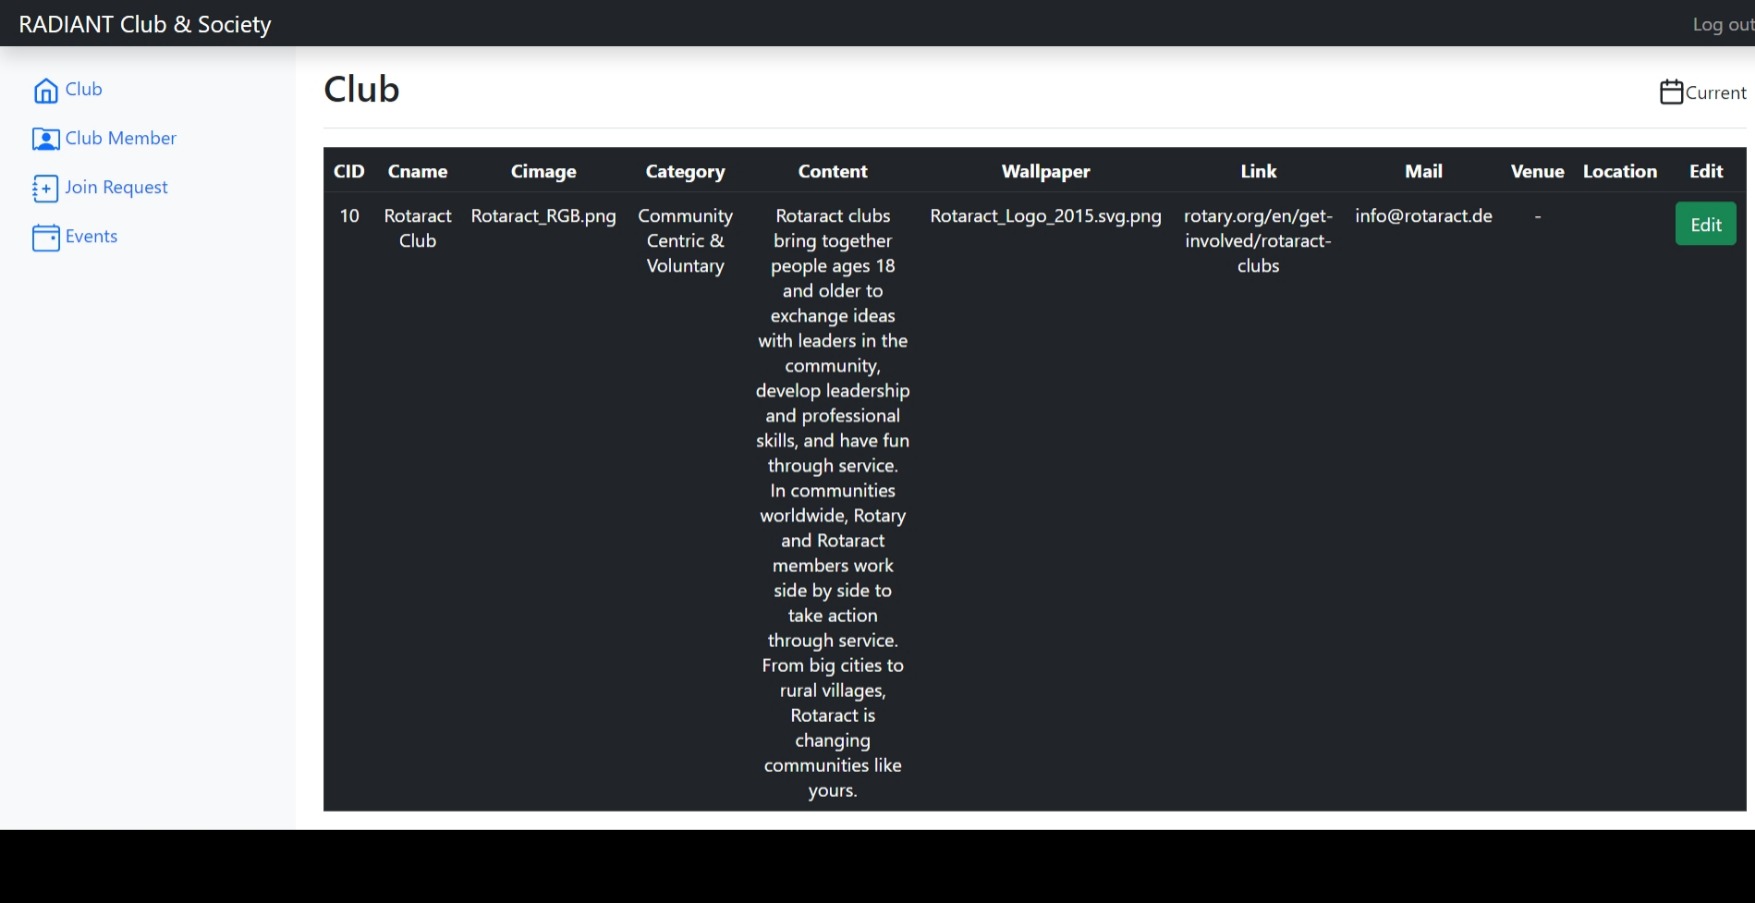 RADIANT Club & Society
Log out
Club
Club Member
Join Request
Events
Club
Current
CID Cname Cimage Category Content Wallpaper Link Mail Venue Location Edit
10 Rotaract Rotaract_RGB.png Community Rotaract clubs Rotaract_Logo_2015.svg.png rotary.org/en/get- info@rotaract.de - Edit
Club Centric & bring together involved/rotaract-
Voluntary people ages 18 clubs
and older to
exchange ideas
with leaders in the
community,
develop leadership
and professional
skills, and have fun
through service.
In communities
worldwide, Rotary
and Rotaract
members work
side by side to
take action
through service.
From big cities to
rural villages,
Rotaract is
changing
communities like
yours.